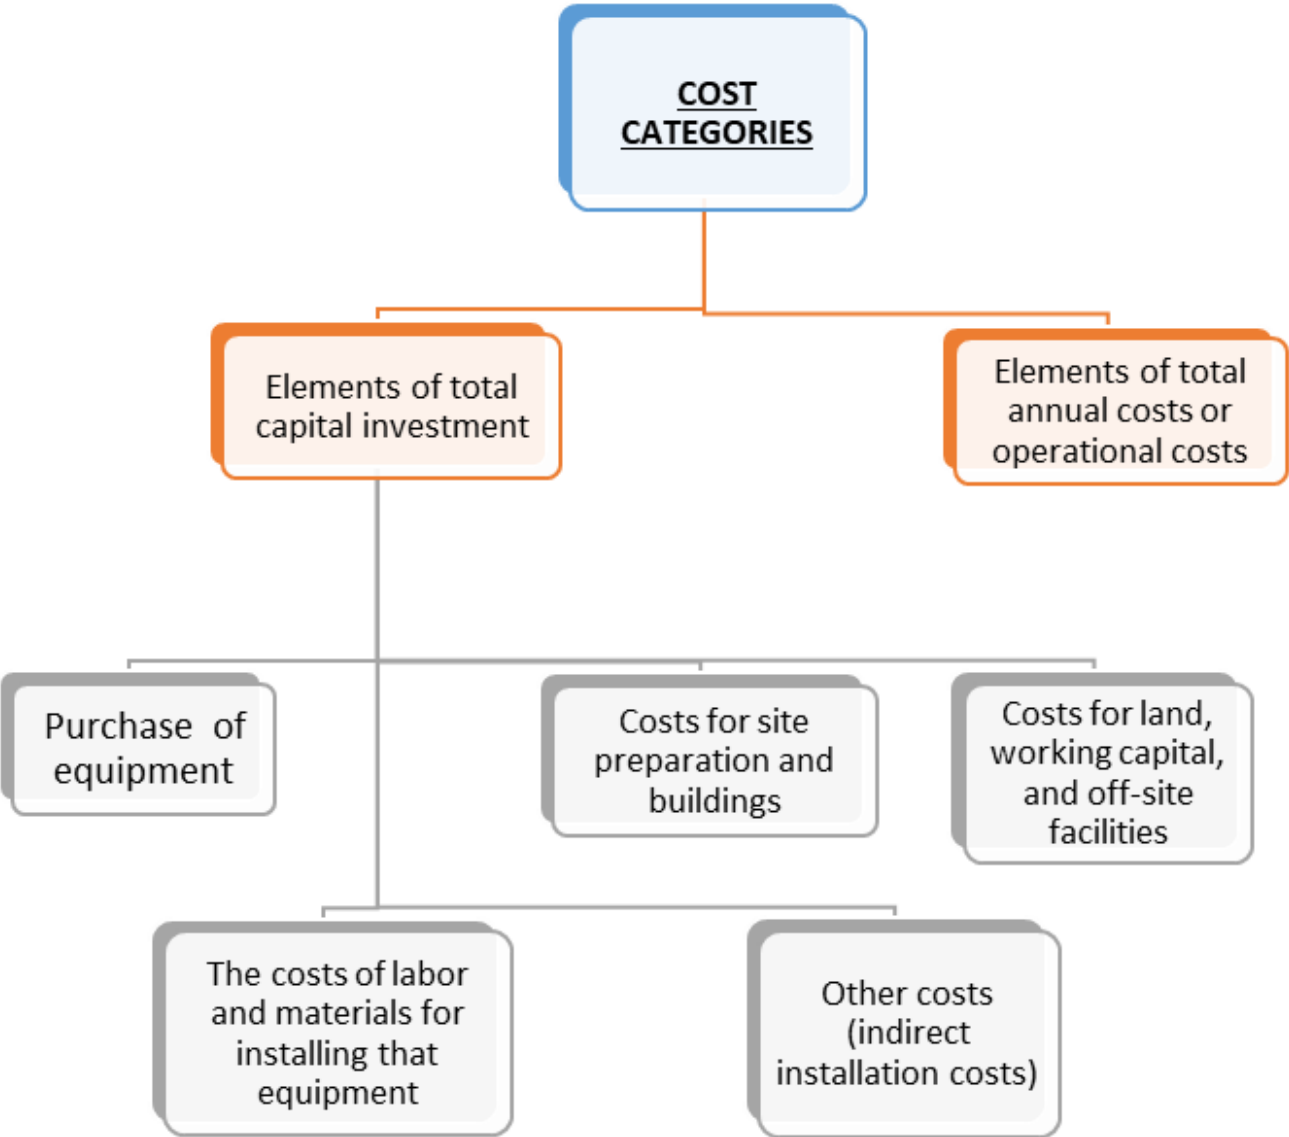 COST
CATEGORIES
Elements of total
capital investment
Elements of total
annual costs or
operational costs
Purchase of
equipment
Costs for site
preparation and
buildings
Costs for land,
working capital,
and off-site
facilities
The costs of labor
and materials for
installing that
equipment
Other costs
(indirect
installation costs)